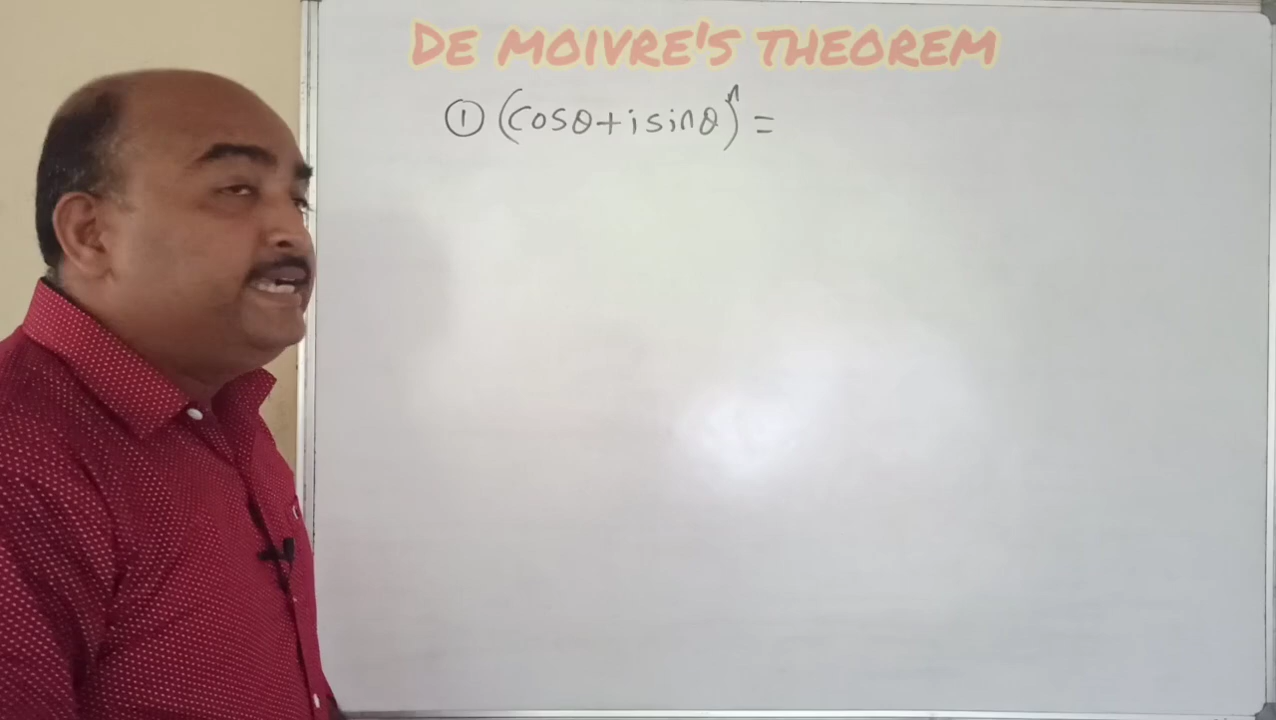 DE MOIVRE'S THEOREM
① (cosθ+isinθ)ⁿ =